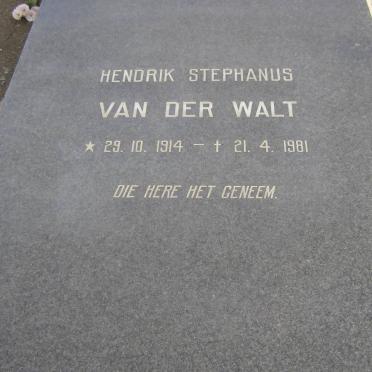 HENDRIK STEPHANUS
VAN DER WALT
★ 29. 10. 1914 — † 21. 4. 1981
DIE HERE HET GENEEM.